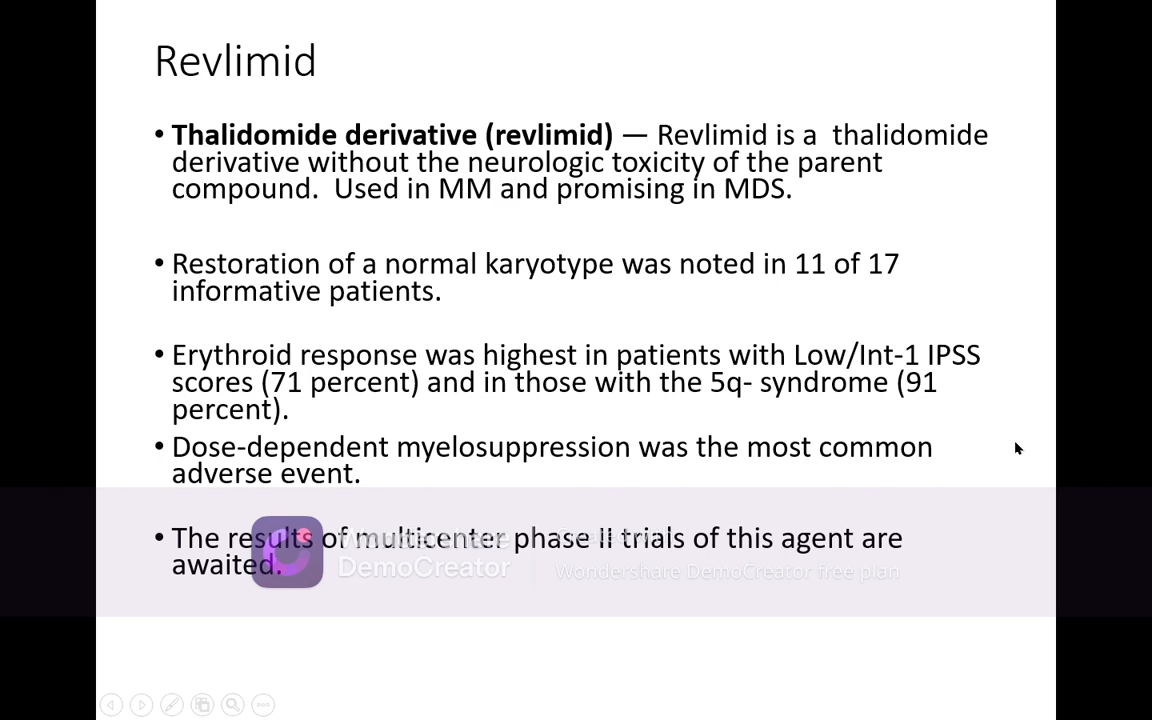 Revlimid
• Thalidomide derivative (revlimid) — Revlimid is a  thalidomide
derivative without the neurologic toxicity of the parent
compound.  Used in MM and promising in MDS.
• Restoration of a normal karyotype was noted in 11 of 17
informative patients.
• Erythroid response was highest in patients with Low/Int-1 IPSS
scores (71 percent) and in those with the 5q- syndrome (91
percent).
• Dose-dependent myelosuppression was the most common
adverse event.
• The results of multicenter phase II trials of this agent are
awaited.
Wondershare
DemoCreator
Created with
Wondershare DemoCreator free plan